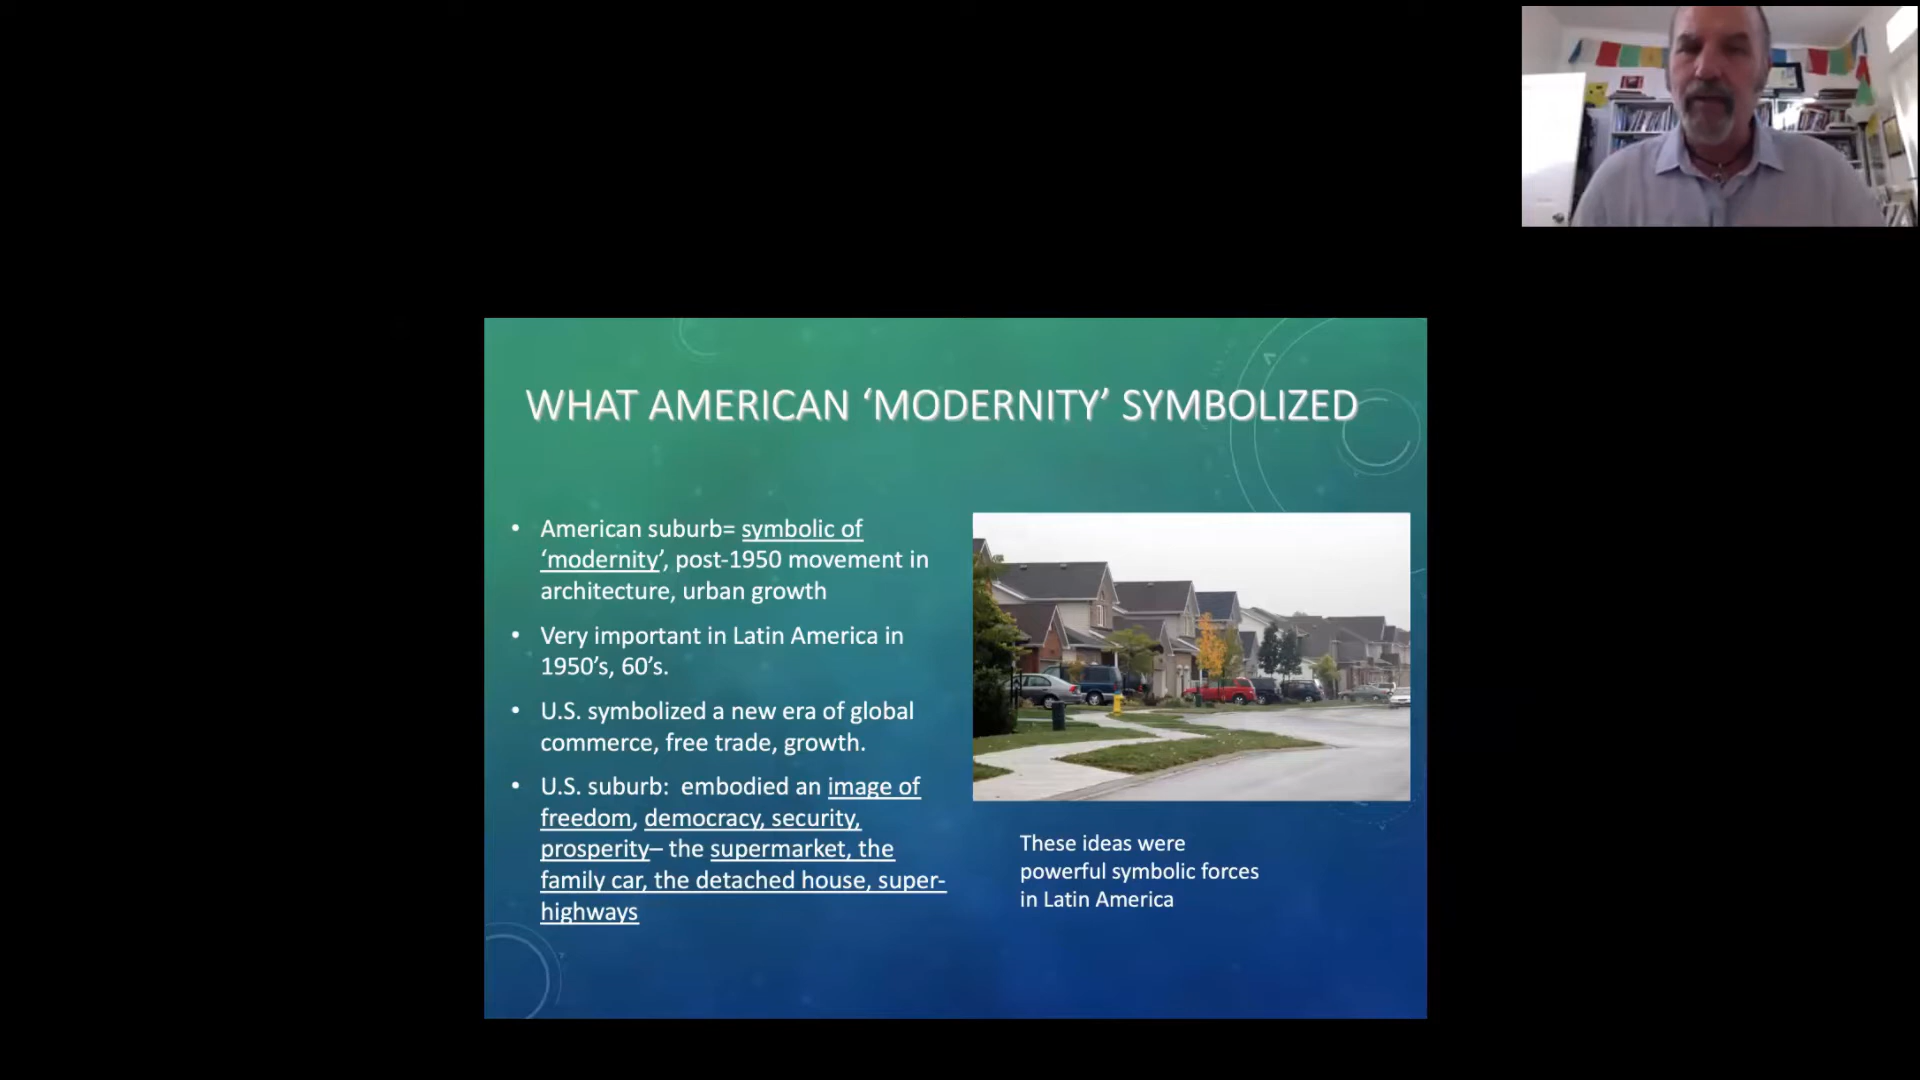 WHAT AMERICAN ‘MODERNITY’ SYMBOLIZED
• American suburb= symbolic of
‘modernity’, post-1950 movement in
architecture, urban growth
• Very important in Latin America in
1950’s, 60’s.
• U.S. symbolized a new era of global
commerce, free trade, growth.
• U.S. suburb:  embodied an image of
freedom, democracy, security,
prosperity– the supermarket, the
family car, the detached house, super-
highways
These ideas were
powerful symbolic forces
in Latin America